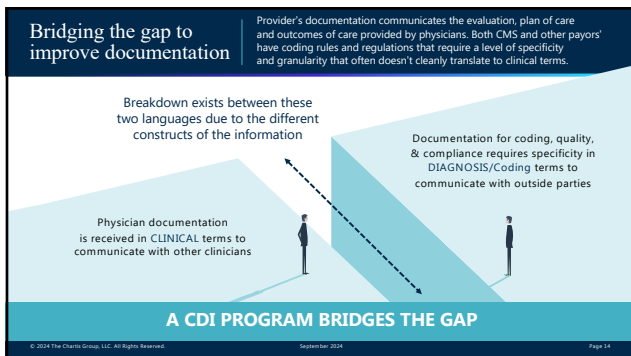 Bridging the gap to
improve documentation
Provider's documentation communicates the evaluation, plan of care
and outcomes of care provided by physicians. Both CMS and other payors'
have coding rules and regulations that require a level of specificity
and granularity that often doesn't cleanly translate to clinical terms.
Breakdown exists between these
two languages due to the different
constructs of the information
Documentation for coding, quality,
& compliance requires specificity in
DIAGNOSIS/Coding terms to
communicate with outside parties
Physician documentation
is received in CLINICAL terms to
communicate with other clinicians
A CDI PROGRAM BRIDGES THE GAP
© 2024 The Chartis Group, LLC. All Rights Reserved. September 2024 Page 14